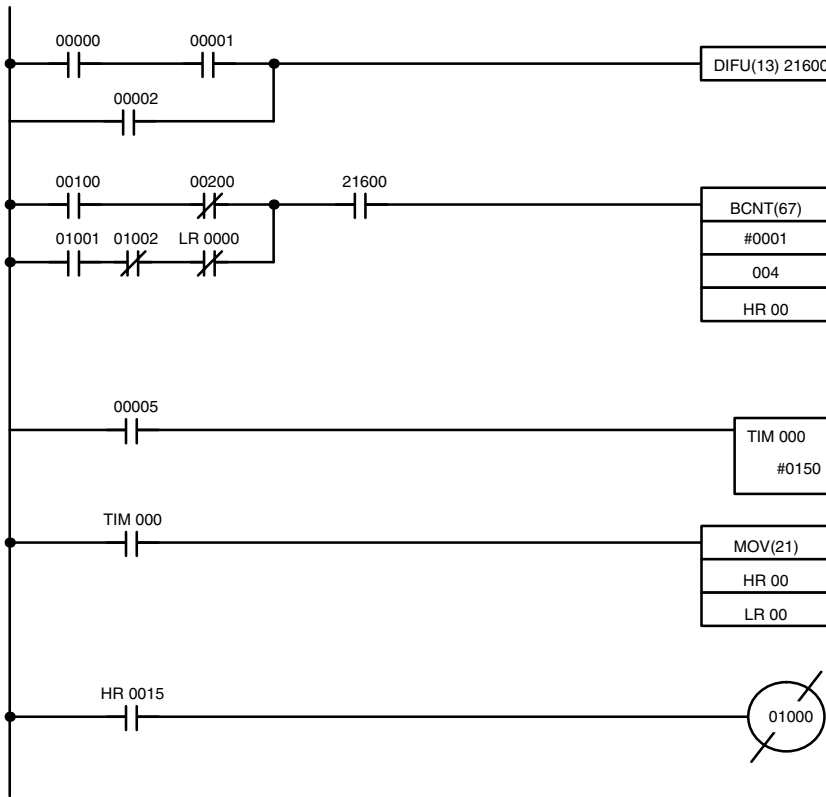 00000 00001
DIFU(13) 21600
00002
00100 00200 21600
BCNT(67)
01001 01002 LR 0000
#0001
004
HR 00
00005
TIM 000
#0150
TIM 000
MOV(21)
HR 00
LR 00
HR 0015
01000